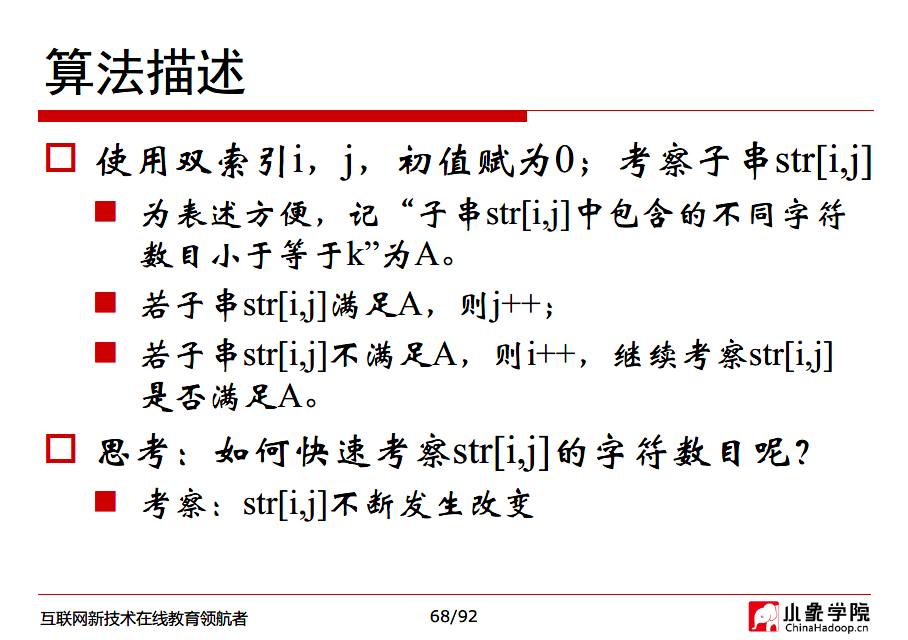 算法描述
使用双索引i，j，初值赋为0；考察子串str[i,j]
为表述方便，记“子串str[i,j]中包含的不同字符
数目小于等于k”为A。
若子串str[i,j]满足A，则j++；
若子串str[i,j]不满足A，则i++，继续考察str[i,j]
是否满足A。
思考：如何快速考察str[i,j]的字符数目呢？
考察：str[i,j]不断发生改变
互联网新技术在线教育领航者
68/92
小象学院
ChinaHadoop.cn